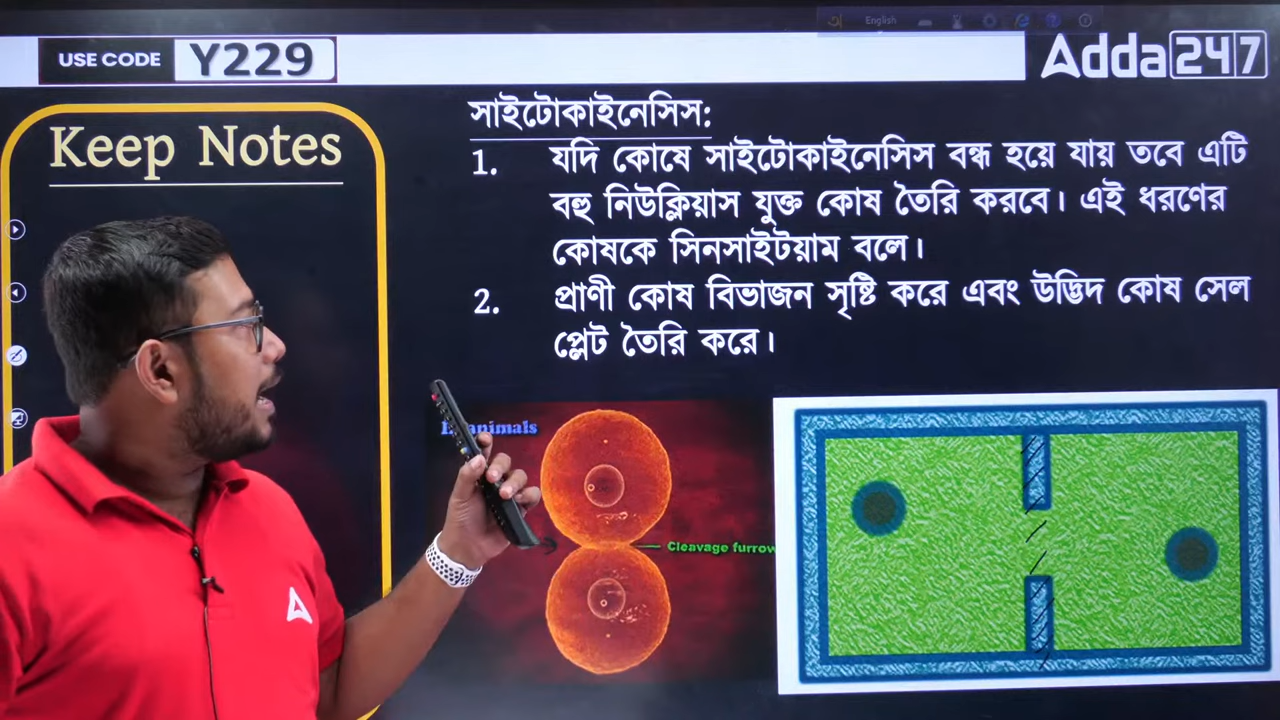 English
USE CODE Y229
Adda247
Keep Notes
সাইটোকাইনেসিস:
1. যদি কোষে সাইটোকাইনেসিস বন্ধ হয়ে যায় তবে এটি
বহু নিউক্লিয়াস যুক্ত কোষ তৈরি করবে। এই ধরণের
কোষকে সিনসাইটয়াম বলে।
2. প্রাণী কোষ বিভাজন সৃষ্টি করে এবং উদ্ভিদ কোষ সেল
প্লেট তৈরি করে।
animals
Cleavage furrow